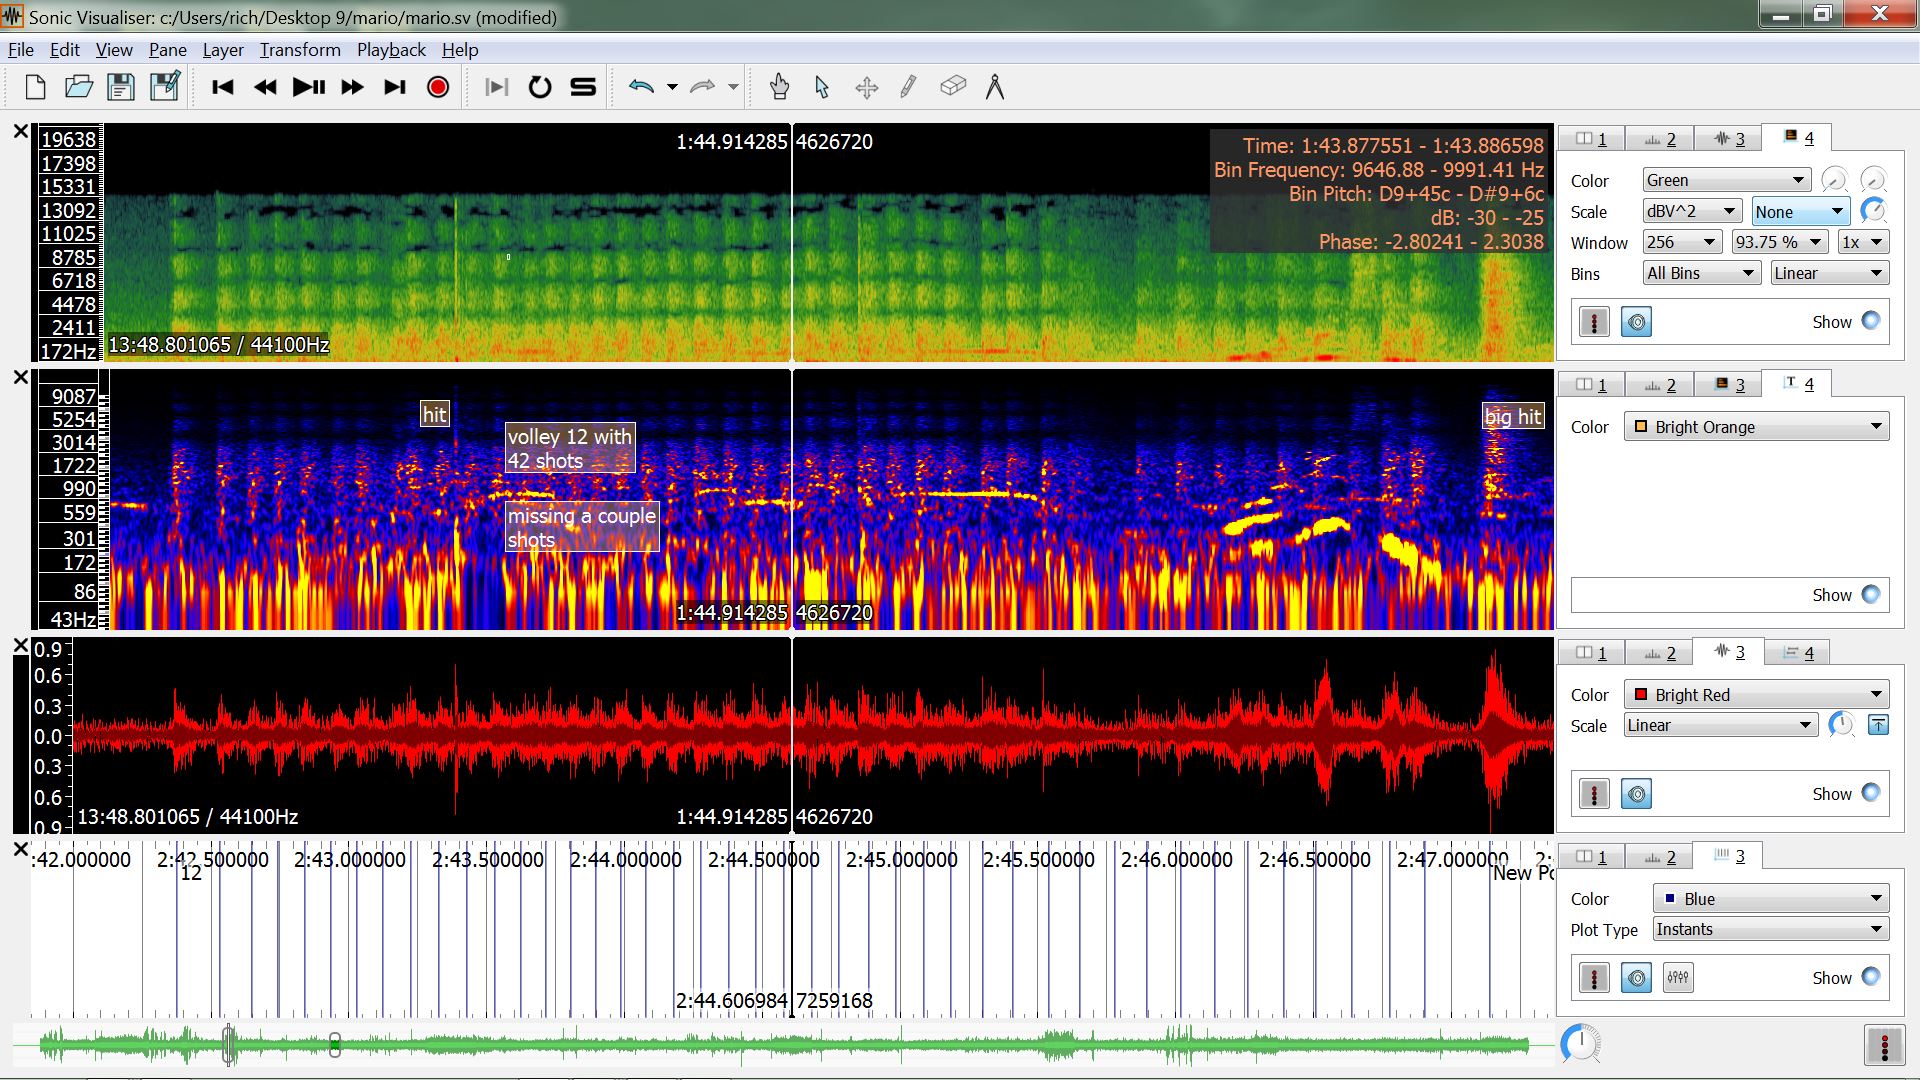 Sonic Visualiser: c:/Users/rich/Desktop 9/mario/mario.sv (modified)
File Edit View Pane Layer Transform Playback Help
19638
17398
15331
13092
11025
8785
6718
4478
2411
172Hz
1:44.914285 4626720
Time: 1:43.877551 - 1:43.886598
Bin Frequency: 9646.88 - 9991.41 Hz
Bin Pitch: D9+45c - D#9+6c
dB: -30 - -25
Phase: -2.80241 - 2.3038
13:48.801065 / 44100Hz
1 2 3 4
Color Green
Scale dBV^2 None
Window 256 93.75 % 1x
Bins All Bins Linear
Show
9087
5254
3014
1722
990
559
301
172
86
43Hz
hit
volley 12 with
42 shots
missing a couple
shots
big hit
1:44.914285 4626720
1 2 3 4
Color Bright Orange
Show
0.9
0.6
0.3
0.0
0.3
0.6
0.9
13:48.801065 / 44100Hz
1:44.914285 4626720
1 2 3 4
Color Bright Red
Scale Linear
Show
:42.000000 2:42.500000 2:43.000000 2:43.500000 2:44.000000 2:44.500000 2:45.000000 2:45.500000 2:46.000000 2:46.500000 2:47.000000 2:
12
New Po
2:44.606984 7259168
1 2 3
Color Blue
Plot Type Instants
Show